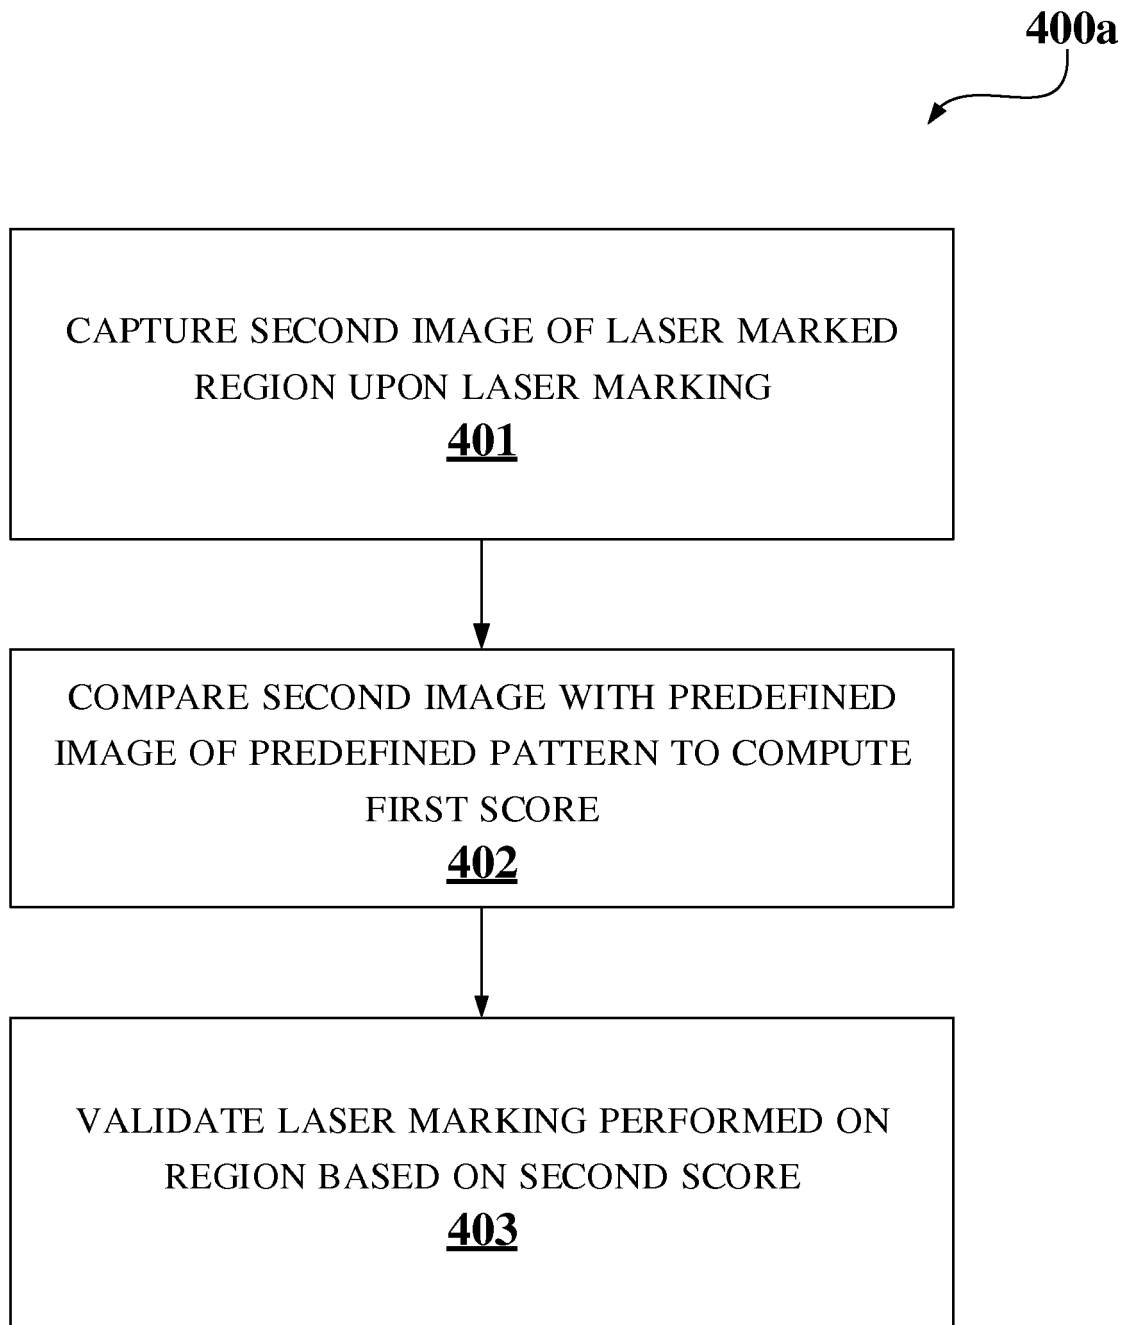 400a
CAPTURE SECOND IMAGE OF LASER MARKED
REGION UPON LASER MARKING
401
COMPARE SECOND IMAGE WITH PREDEFINED
IMAGE OF PREDEFINED PATTERN TO COMPUTE
FIRST SCORE
402
VALIDATE LASER MARKING PERFORMED ON
REGION BASED ON SECOND SCORE
403